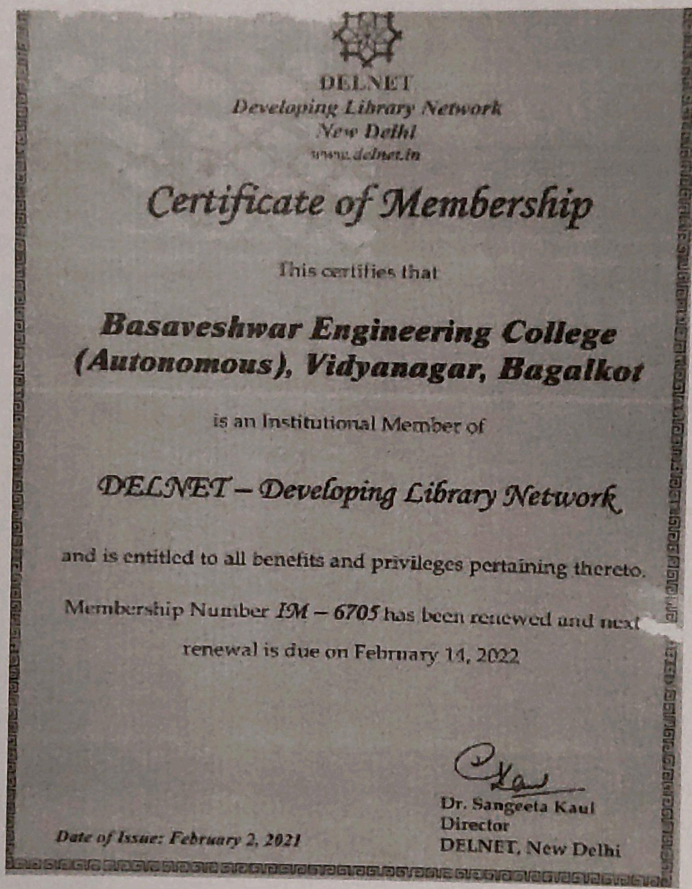 DELNET
Developing Library Network
New Delhi
www.delnet.in
Certificate of Membership
This certifies that
Basaveshwar Engineering College
(Autonomous), Vidyanagar, Bagalkot
is an Institutional Member of
DELNET – Developing Library Network
and is entitled to all benefits and privileges pertaining thereto.
Membership Number IM – 6705 has been renewed and next
renewal is due on February 14, 2022
Dr. Sangeeta Kaul
Director
DELNET, New Delhi
Date of Issue: February 2, 2021